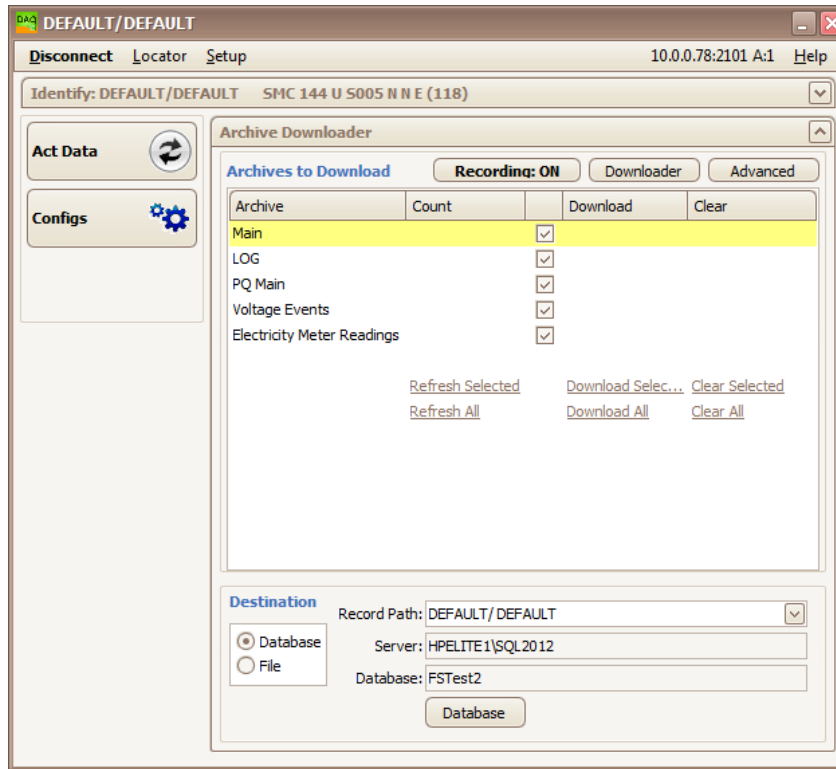 DAQ DEFAULT/DEFAULT
Disconnect Locator Setup 10.0.0.78:2101 A:1 Help
Identify: DEFAULT/DEFAULT SMC 144 U S005 N N E (118)
Act Data
Configs
Archive Downloader
Archives to Download Recording: ON Downloader Advanced
Archive Count Download Clear
Main
LOG
PQ Main
Voltage Events
Electricity Meter Readings
Refresh Selected Download Selec... Clear Selected
Refresh All Download All Clear All
Destination
Record Path: DEFAULT/ DEFAULT
Database
Server: HPELITE1\SQL2012
File
Database: FSTest2
Database